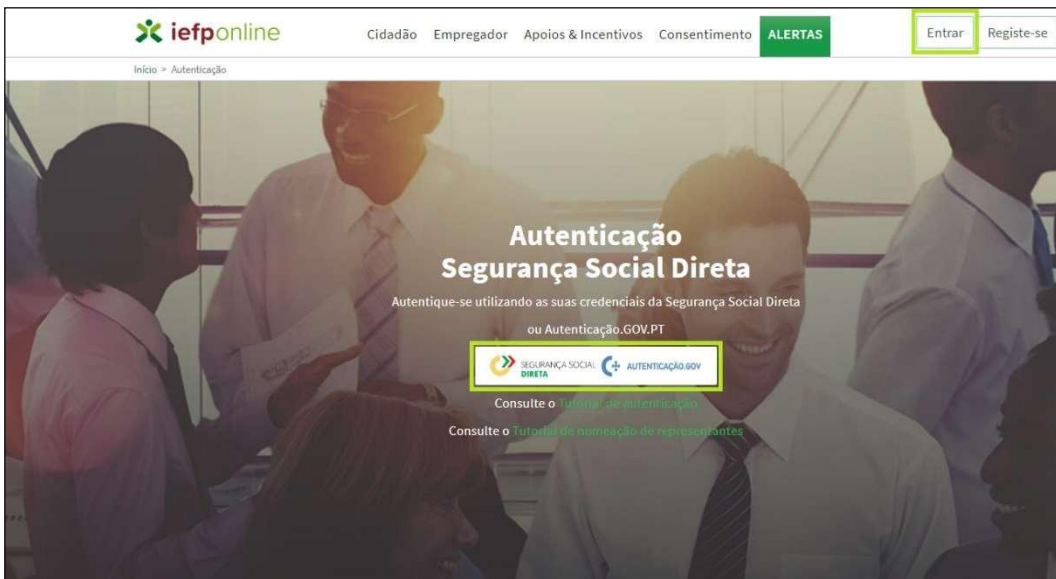 iefponline
Cidadão Empregador Apoios & Incentivos Consentimento ALERTAS Entrar Registe-se
Início > Autenticação
Autenticação
Segurança Social Direta
Autentique-se utilizando as suas credenciais da Segurança Social Direta
ou Autenticação.GOV.PT
SEGURANÇA SOCIAL
DIRETA
AUTENTICAÇÃO.GOV
Consulte o Tutorial de autenticação
Consulte o Tutorial de nomeação de representantes